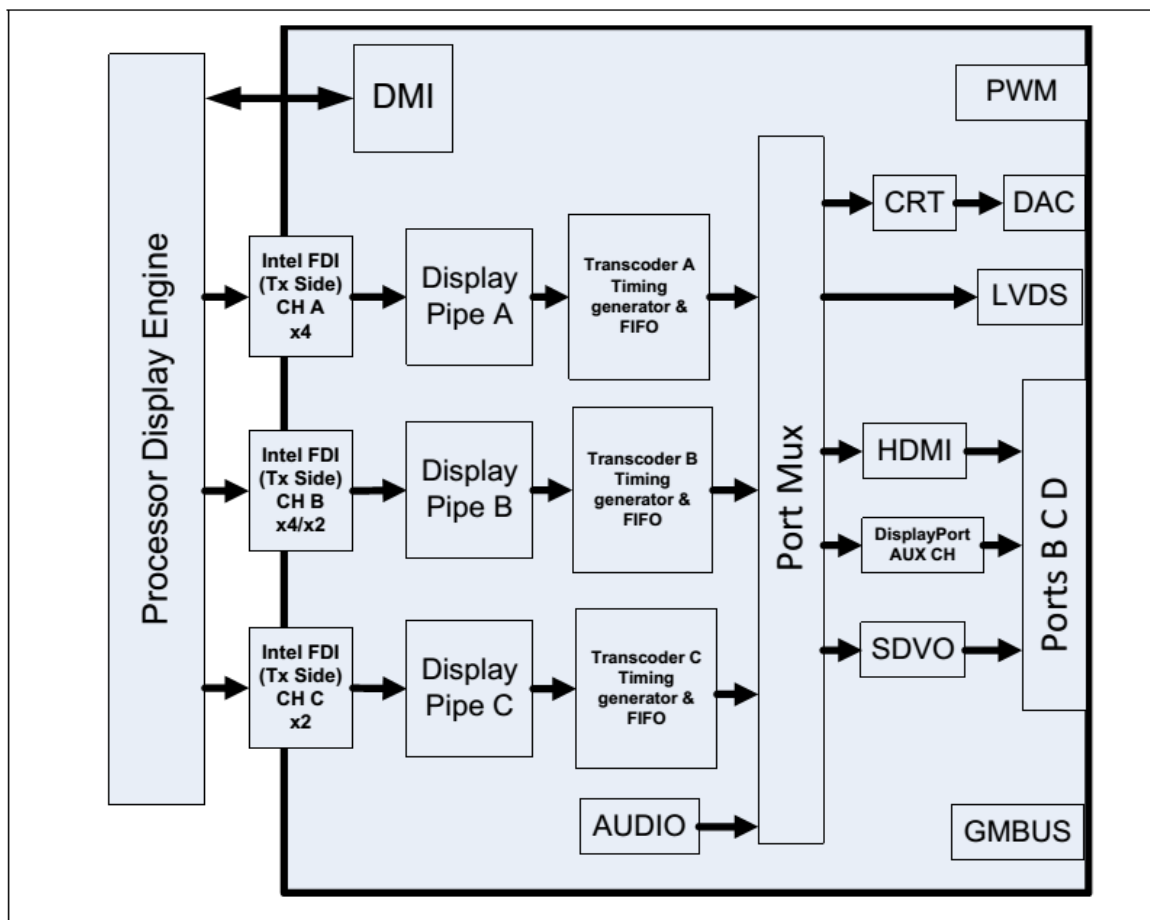 DMI
PWM
CRT
DAC
Intel FDI
(Tx Side)
CH A
x4
Display
Pipe A
Transcoder A
Timing
generator &
FIFO
LVDS
Processor Display Engine
Intel FDI
(Tx Side)
CH B
x4/x2
Display
Pipe B
Transcoder B
Timing
generator &
FIFO
Port Mux
HDMI
DisplayPort
AUX CH
SDVO
Ports B C D
Intel FDI
(Tx Side)
CH C
x2
Display
Pipe C
Transcoder C
Timing
generator &
FIFO
AUDIO
GMBUS